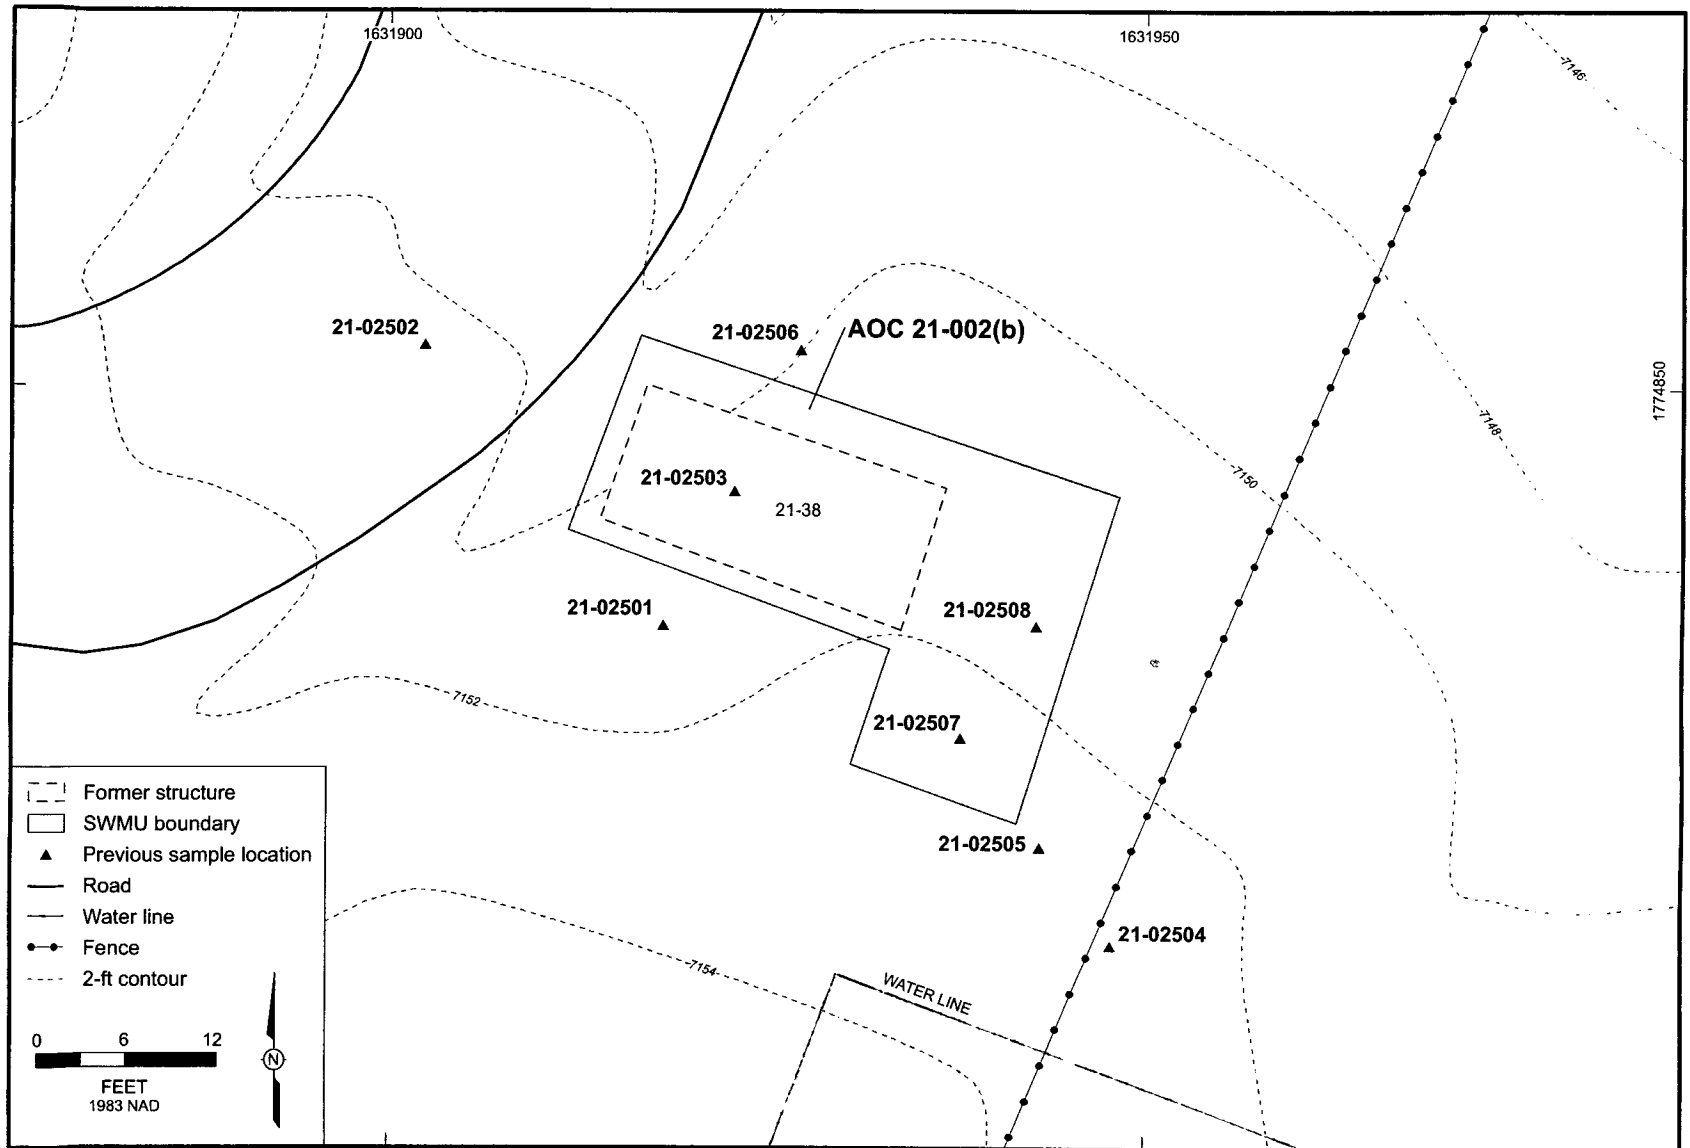 1631900
1631950
7146
21-02502
21-02506
AOC 21-002(b)
1774850
7148
7150
21-02503
21-38
21-02501
21-02508
7152
21-02507
21-02505
21-02504
7154
WATER LINE
Former structure
SWMU boundary
Previous sample location
Road
Water line
Fence
2-ft contour
0 6 12
FEET
1983 NAD
N